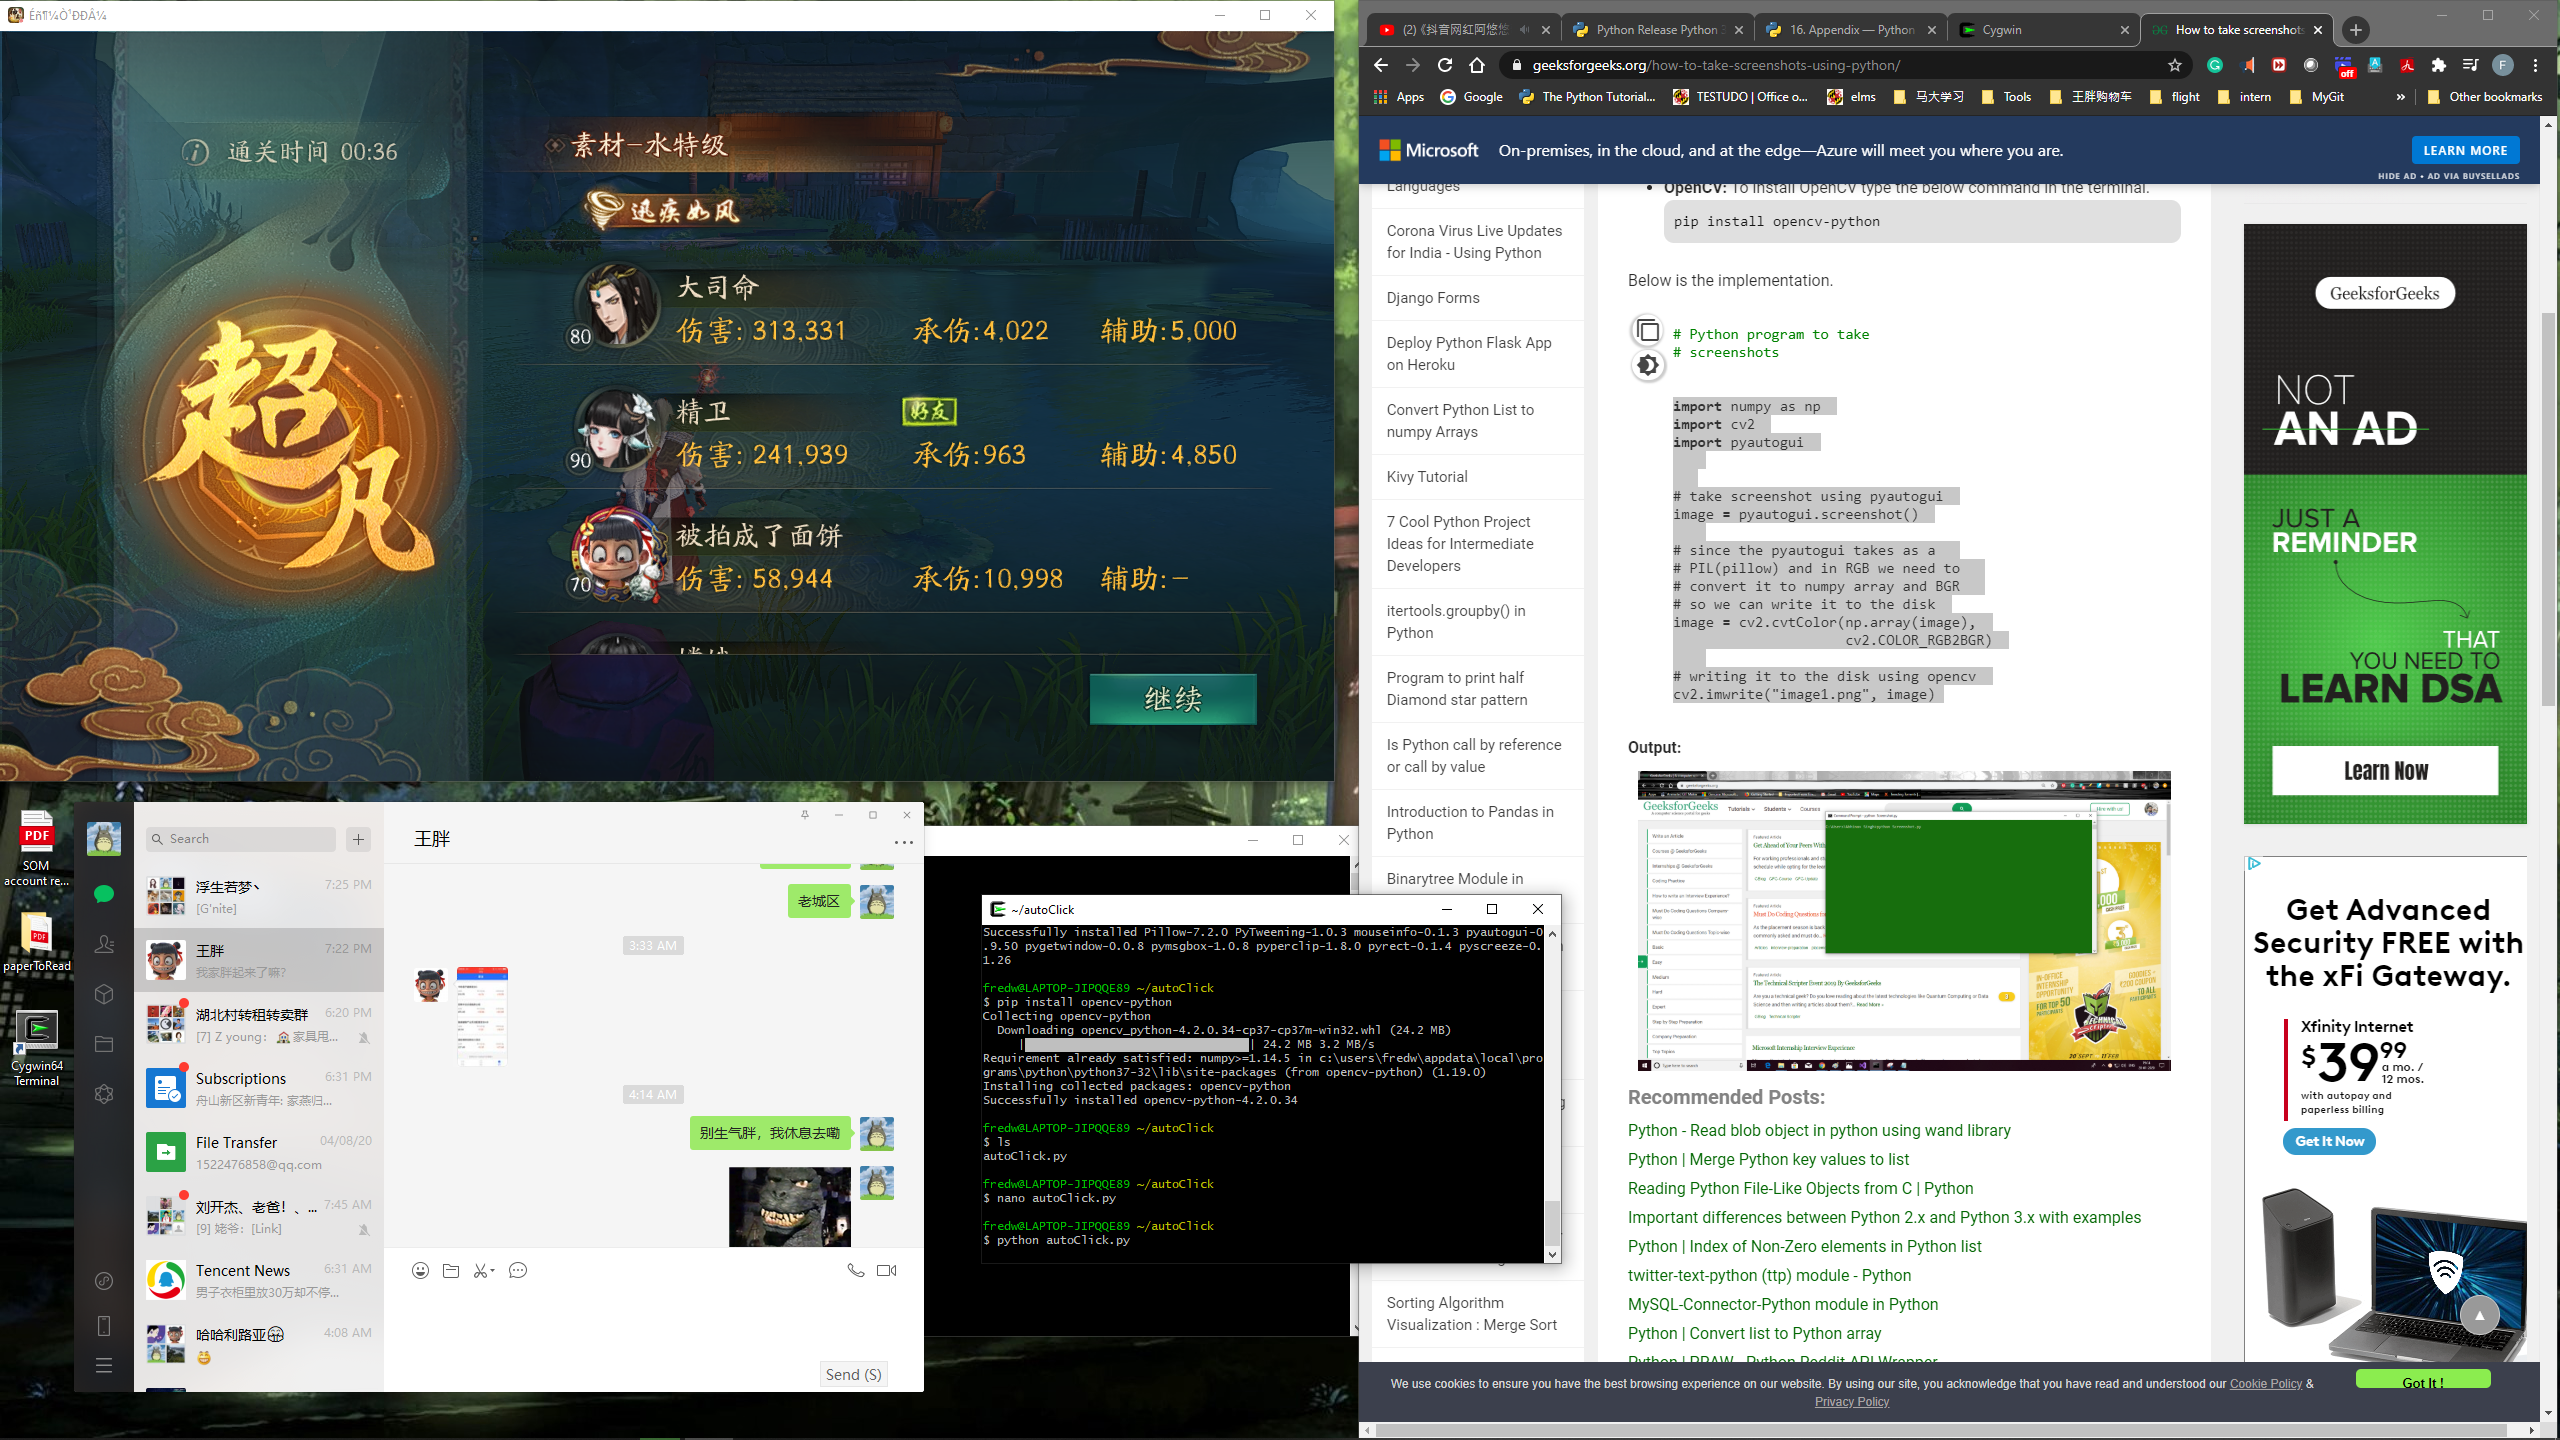 Éñ¶¼Ò¹ÐÐÂ¼
通关时间 00:36
超凡
素材-水特级
迅疾如风
大司命
80
伤害: 313,331 承伤:4,022 辅助:5,000
精卫 好友
90
伤害: 241,939 承伤:963 辅助:4,850
被拍成了面饼
70
伤害: 58,944 承伤:10,998 辅助:-
继续
PDF
SOM
account re...
PDF
paperToRead
Cygwin64
Terminal
Search
浮生若梦丶 7:25 PM
[G'nite]
王胖 7:22 PM
我家胖起来了嘛?
湖北村转租转卖群 6:20 PM
[7] Z young: 🏠家具甩...
Subscriptions 6:31 PM
舟山新区新青年: 家燕归...
File Transfer 04/08/20
1522476858@qq.com
刘开杰、老爸!、... 7:45 AM
[9] 姥爷: [Link]
Tencent News 6:31 AM
男子衣柜里放30万却不停...
哈哈利路亚😁 4:08 AM
😄
王胖
老城区
3:33 AM
4:14 AM
别生气胖，我休息去嘞
Send (S)
~/autoClick
Successfully installed Pillow-7.2.0 PyTweening-1.0.3 mouseinfo-0.1.3 pyautogui-0
.9.50 pygetwindow-0.0.8 pymsgbox-1.0.8 pyperclip-1.8.0 pyrect-0.1.4 pyscreeze-0.
1.26
fredw@LAPTOP-JIPQQE89 ~/autoClick
$ pip install opencv-python
Collecting opencv-python
Downloading opencv_python-4.2.0.34-cp37-cp37m-win32.whl (24.2 MB)
| | 24.2 MB 3.2 MB/s
Requirement already satisfied: numpy>=1.14.5 in c:\users\fredw\appdata\local\pro
grams\python\python37-32\lib\site-packages (from opencv-python) (1.19.0)
Installing collected packages: opencv-python
Successfully installed opencv-python-4.2.0.34
fredw@LAPTOP-JIPQQE89 ~/autoClick
$ ls
autoClick.py
fredw@LAPTOP-JIPQQE89 ~/autoClick
$ nano autoClick.py
fredw@LAPTOP-JIPQQE89 ~/autoClick
$ python autoClick.py
(2) 《抖音网红阿悠悠
Python Release Python 3
16. Appendix — Python
Cygwin
How to take screenshots
geeksforgeeks.org/how-to-take-screenshots-using-python/
off
F
Apps
Google
The Python Tutorial...
TESTUDO | Office o...
elms
马大学习
Tools
王胖购物车
flight
intern
MyGit
»
Other bookmarks
Microsoft On-premises, in the cloud, and at the edge—Azure will meet you where you are.
LEARN MORE
HIDE AD • AD VIA BUYSELLADS
Languages
Corona Virus Live Updates
for India - Using Python
Django Forms
Deploy Python Flask App
on Heroku
Convert Python List to
numpy Arrays
Kivy Tutorial
7 Cool Python Project
Ideas for Intermediate
Developers
itertools.groupby() in
Python
Program to print half
Diamond star pattern
Is Python call by reference
or call by value
Introduction to Pandas in
Python
Binarytree Module in
Sorting Algorithm
Visualization : Merge Sort
OpenCV: To install OpenCV type the below command in the terminal.
pip install opencv-python
Below is the implementation.
# Python program to take
# screenshots
import numpy as np
import cv2
import pyautogui
# take screenshot using pyautogui
image = pyautogui.screenshot()
# since the pyautogui takes as a
# PIL(pillow) and in RGB we need to
# convert it to numpy array and BGR
# so we can write it to the disk
image = cv2.cvtColor(np.array(image),
cv2.COLOR_RGB2BGR)
# writing it to the disk using opencv
cv2.imwrite("image1.png", image)
Output:
GeeksforGeeks
Recommended Posts:
Python - Read blob object in python using wand library
Python | Merge Python key values to list
Reading Python File-Like Objects from C | Python
Important differences between Python 2.x and Python 3.x with examples
Python | Index of Non-Zero elements in Python list
twitter-text-python (ttp) module - Python
MySQL-Connector-Python module in Python
Python | Convert list to Python array
Python | PRAW - Python Reddit API Wrapper
GeeksforGeeks
NOT
AN AD
JUST A
REMINDER
THAT
YOU NEED TO
LEARN DSA
Learn Now
Get Advanced
Security FREE with
the xFi Gateway.
Xfinity Internet
$39 99
a mo. /
12 mos.
with autopay and
paperless billing
Get It Now
We use cookies to ensure you have the best browsing experience on our website. By using our site, you acknowledge that you have read and understood our Cookie Policy &
Privacy Policy
Got It !